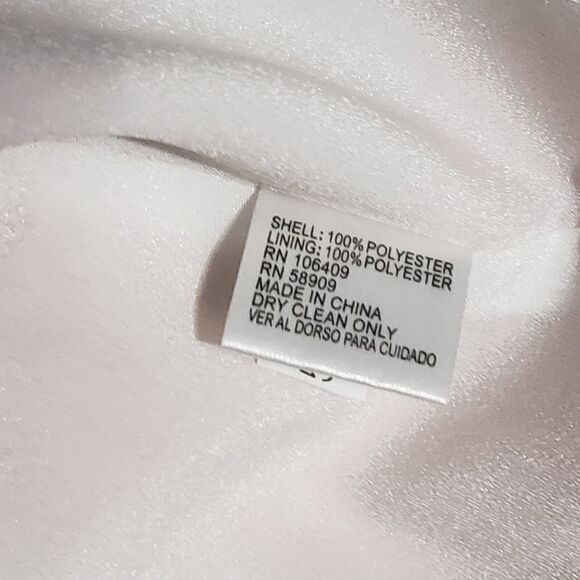 SHELL: 100% POLYESTER
LINING: 100% POLYESTER
RN 106409
RN 58909
MADE IN CHINA
DRY CLEAN ONLY
VER AL DORSO PARA CUIDADO